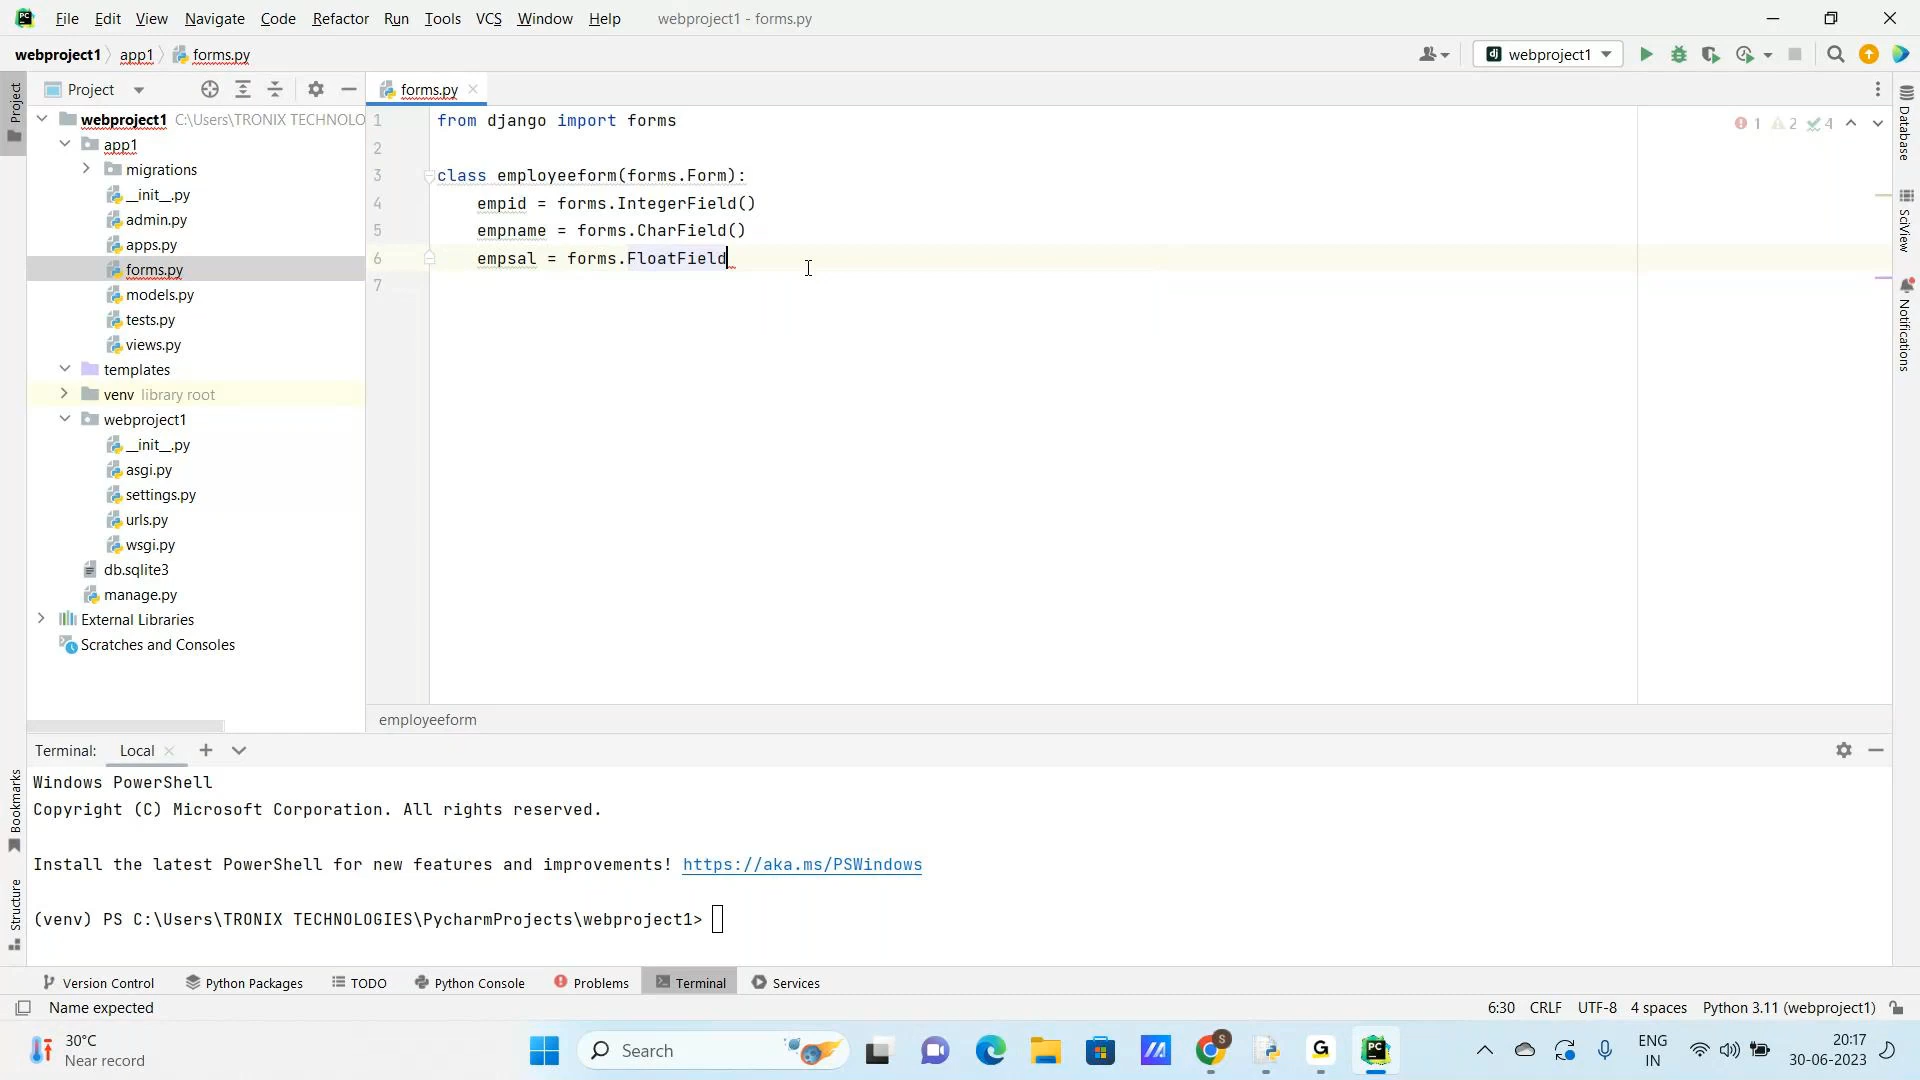 File Edit View Navigate Code Refactor Run Tools VCS Window Help webproject1 - forms.py
webproject1 app1 forms.py
webproject1
Project
forms.py
Project
webproject1 C:\Users\TRONIX TECHNOLO
app1
migrations
__init__.py
admin.py
apps.py
forms.py
models.py
tests.py
views.py
templates
venv library root
webproject1
__init__.py
asgi.py
settings.py
urls.py
wsgi.py
db.sqlite3
manage.py
External Libraries
Scratches and Consoles
1 from django import forms
2
3 class employeeform(forms.Form):
4 empid = forms.IntegerField()
5 empname = forms.CharField()
6 empsal = forms.FloatField
7
1 2 4
Database
SciView
Notifications
employeeform
Terminal: Local
Windows PowerShell
Copyright (C) Microsoft Corporation. All rights reserved.
Install the latest PowerShell for new features and improvements! https://aka.ms/PSWindows
(venv) PS C:\Users\TRONIX TECHNOLOGIES\PycharmProjects\webproject1>
Bookmarks
Structure
Version Control Python Packages TODO Python Console Problems Terminal Services
Name expected
6:30 CRLF UTF-8 4 spaces Python 3.11 (webproject1)
30°C
Near record
Search
ENG
IN
20:17
30-06-2023